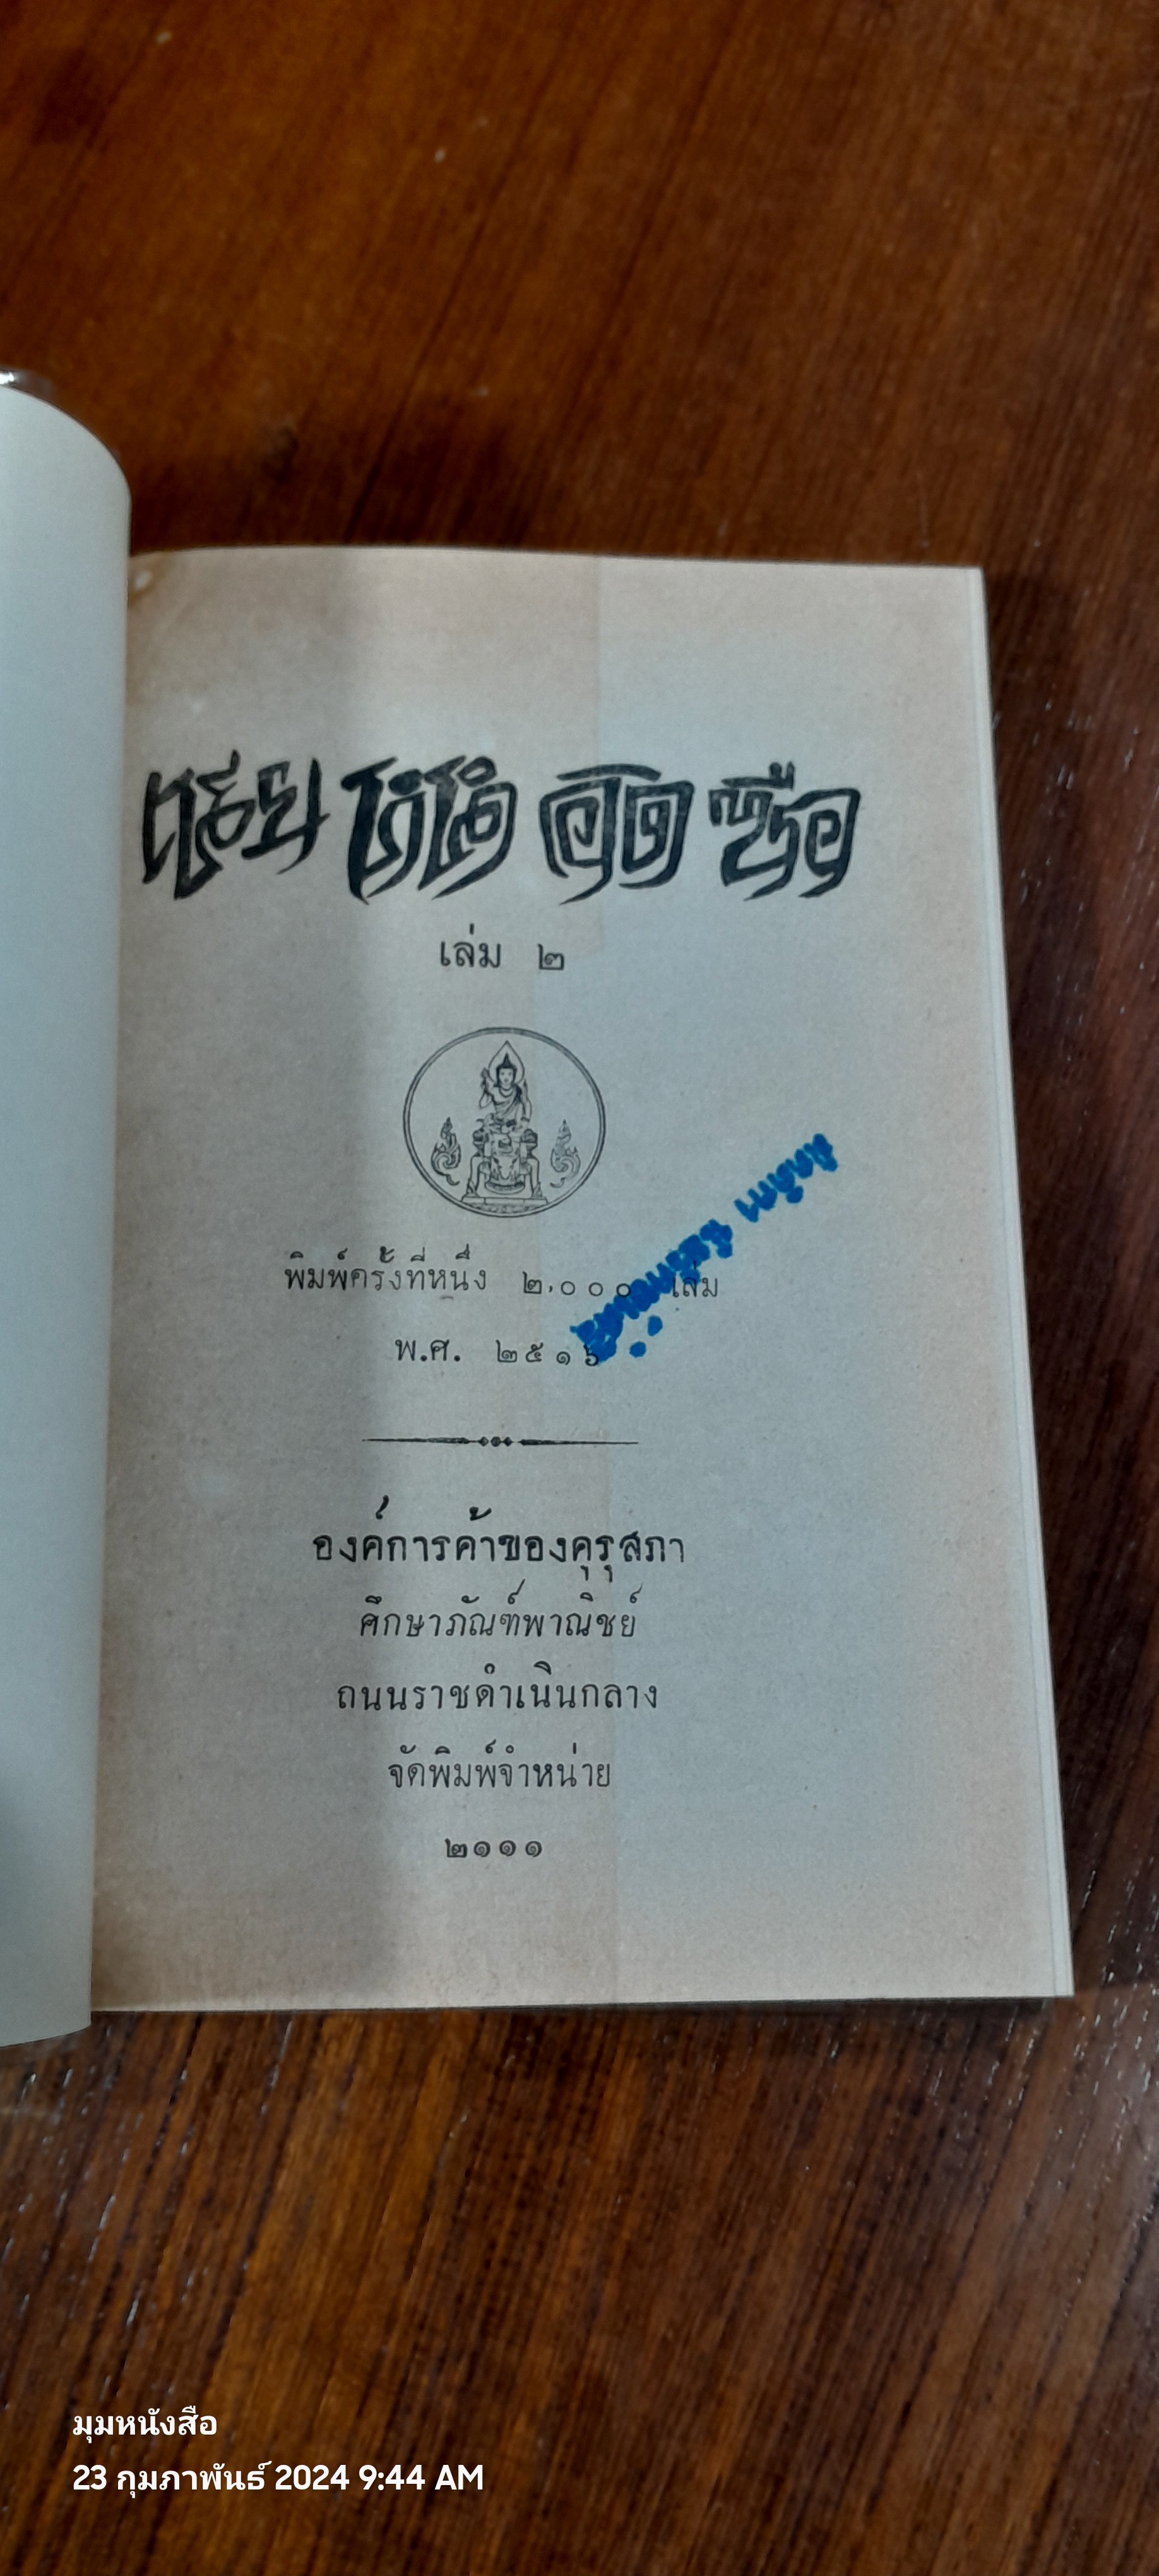 เล่ม ๒
พิมพ์ครั้งที่หนึ่ง ๒,๐๐๐ เล่ม
พ.ศ. ๒๕๑๖
องค์การค้าของคุรุสภา
ศึกษาภัณฑ์พาณิชย์
ถนนราชดำเนินกลาง
จัดพิมพ์จำหน่าย
๒๑๑๑
มุมหนังสือ
23 กุมภาพันธ์ 2024 9:44 AM